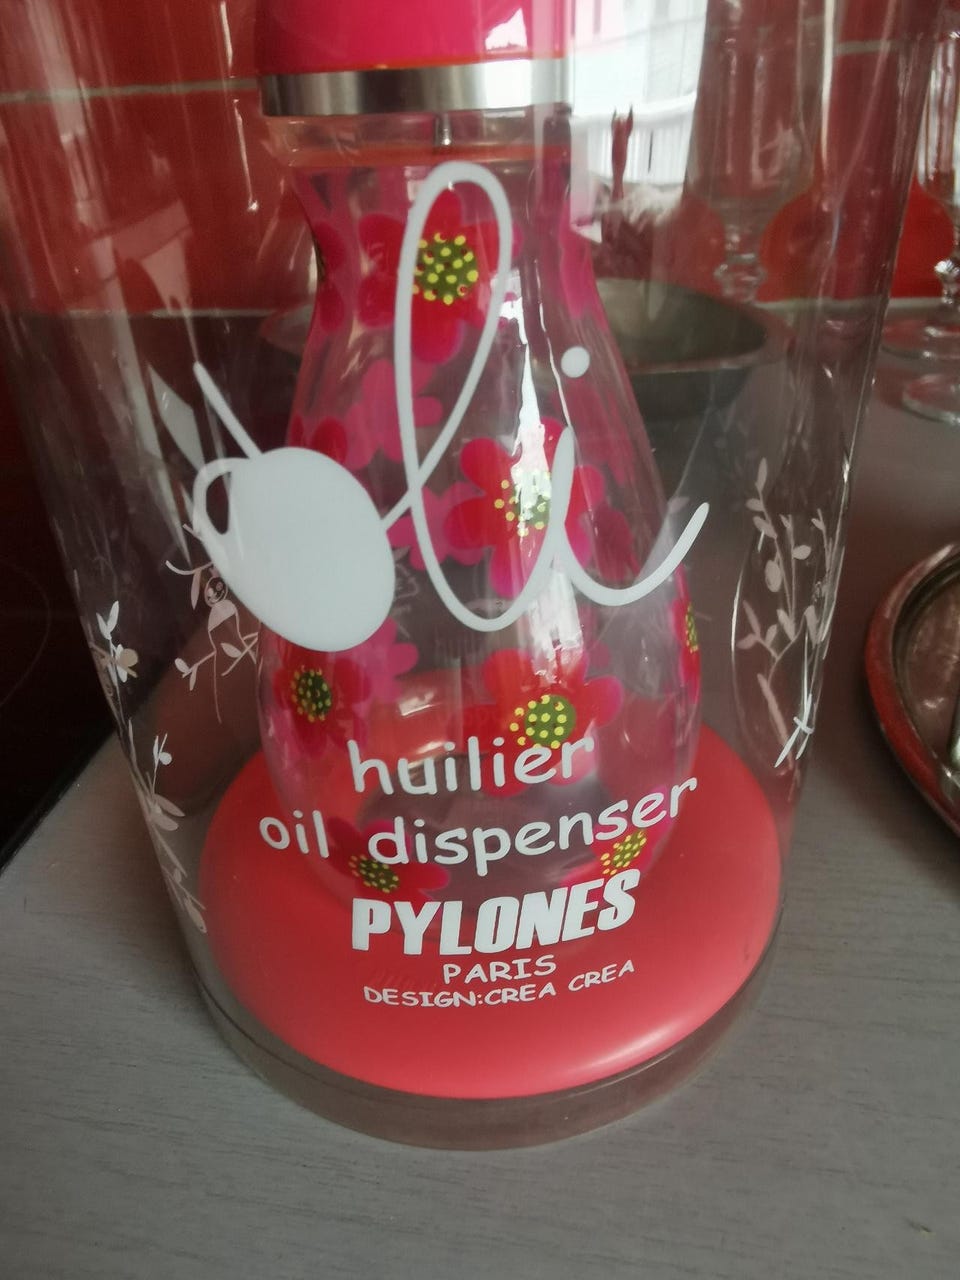 oli
huilier
oil dispenser
PYLONES
PARIS
DESIGN:CREA CREA